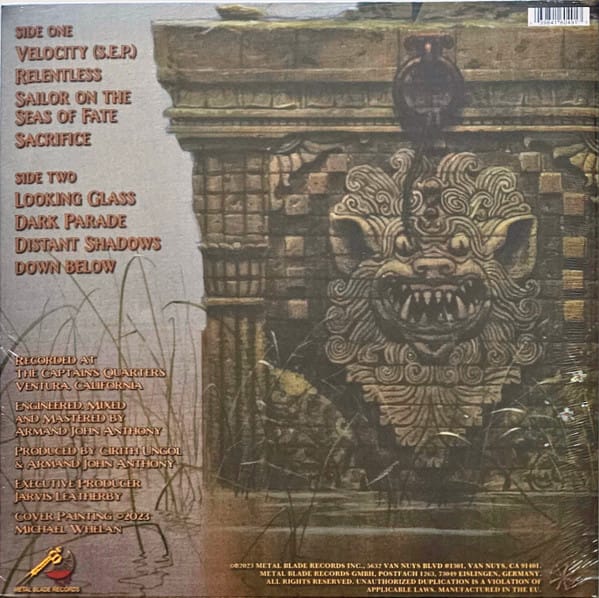 SIDE ONE
VELOCITY (S.E.P.)
RELENTLESS
SAILOR ON THE
SEAS OF FATE
SACRIFICE
SIDE TWO
LOOKING GLASS
DARK PARADE
DISTANT SHADOWS
DOWN BELOW
RECORDED AT
THE CAPTAIN'S QUARTERS
VENTURA, CALIFORNIA
ENGINEERED, MIXED
AND MASTERED BY
ARMAND JOHN ANTHONY
PRODUCED BY CIRITH UNGOL
& ARMAND JOHN ANTHONY
EXECUTIVE PRODUCER
JARVIS LEATHERBY
COVER PAINTING ©2023
MICHAEL WHELAN
METAL BLADE RECORDS
℗©2023 METAL BLADE RECORDS INC., 5632 VAN NUYS BLVD #1301, VAN NUYS, CA 91401.
METAL BLADE RECORDS GMBH, POSTFACH 1263, 73049 EISLINGEN, GERMANY.
ALL RIGHTS RESERVED. UNAUTHORIZED DUPLICATION IS A VIOLATION OF
APPLICABLE LAWS. MANUFACTURED IN THE EU.